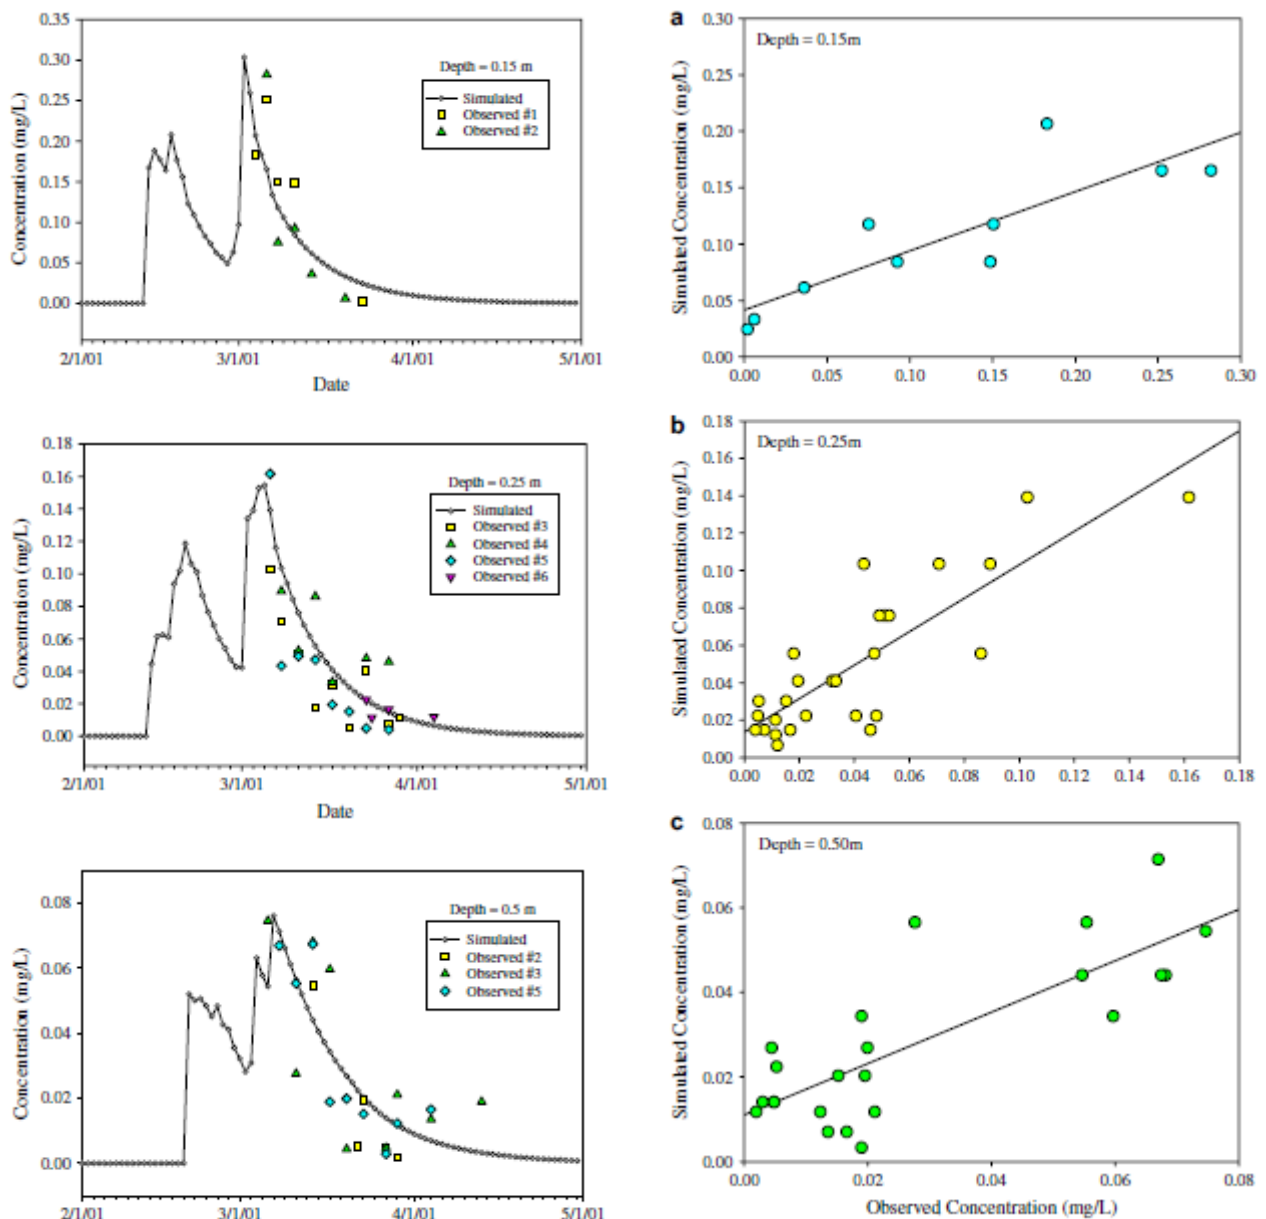 0.35
0.30
0.25
0.20
0.15
0.10
0.05
0.00
Concentration (mg/L)
Depth = 0.15 m
Simulated
Observed #1
Observed #2
2/1/01 3/1/01 4/1/01 5/1/01
Date
a
Depth = 0.15m
0.30
0.25
0.20
0.15
0.10
0.05
0.00
Simulated Concentration (mg/L)
0.00 0.05 0.10 0.15 0.20 0.25 0.30
0.18
0.16
0.14
0.12
0.10
0.08
0.06
0.04
0.02
0.00
Concentration (mg/L)
Depth = 0.25 m
Simulated
Observed #3
Observed #4
Observed #5
Observed #6
2/1/01 3/1/01 4/1/01 5/1/01
Date
b
Depth = 0.25m
0.18
0.16
0.14
0.12
0.10
0.08
0.06
0.04
0.02
0.00
Simulated Concentration (mg/L)
0.00 0.02 0.04 0.06 0.08 0.10 0.12 0.14 0.16 0.18
0.08
0.06
0.04
0.02
0.00
Concentration (mg/L)
Depth = 0.5 m
Simulated
Observed #2
Observed #3
Observed #5
2/1/01 3/1/01 4/1/01 5/1/01
c
Depth = 0.50m
0.08
0.06
0.04
0.02
0.00
Simulated Concentration (mg/L)
0.00 0.02 0.04 0.06 0.08
Observed Concentration (mg/L)